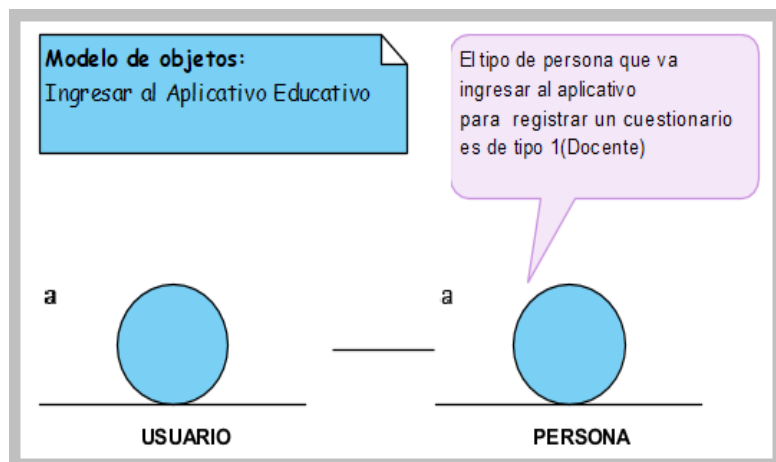 Modelo de objetos:
Ingresar al Aplicativo Educativo
El tipo de persona que va
ingresar al aplicativo
para registrar un cuestionario
es de tipo 1(Docente)
a
a
USUARIO
PERSONA